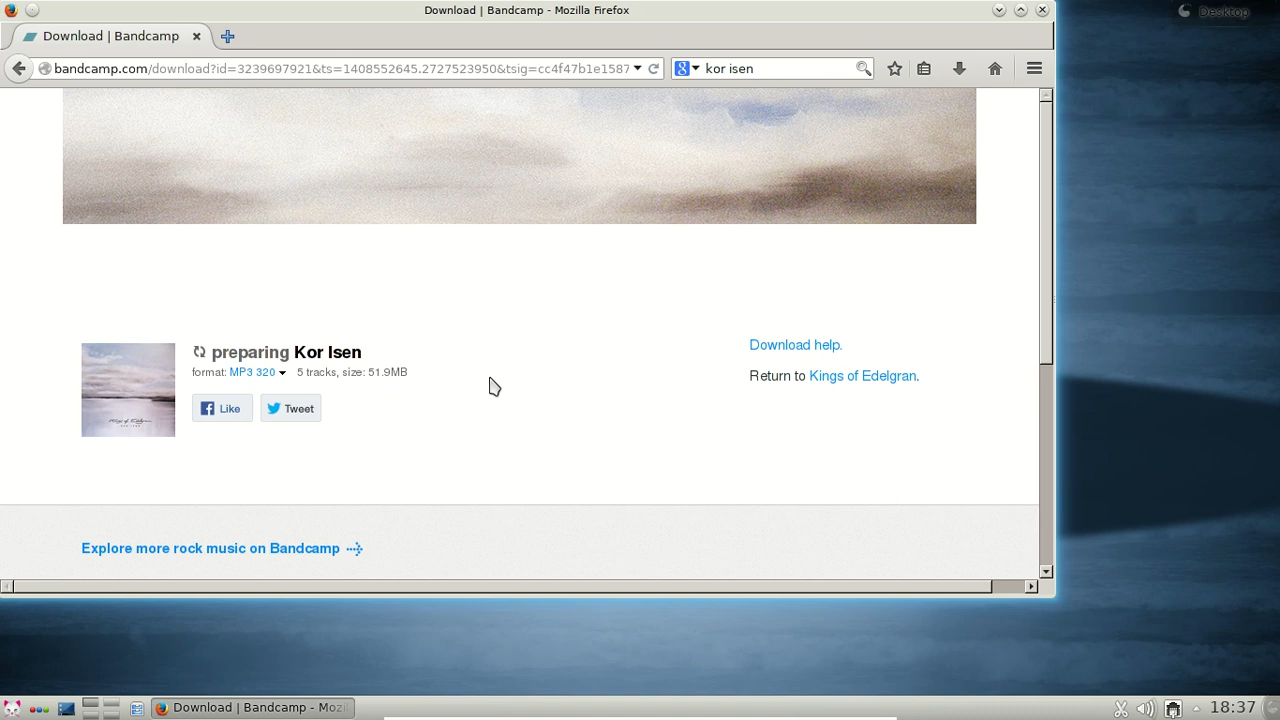 Download | Bandcamp - Mozilla Firefox
Desktop
Download | Bandcamp
bandcamp.com/download?id=3239697921&ts=1408552645.2727523950&tsig=cc4f47b1e1587
8
kor isen
preparing Kor Isen
format: MP3 320 5 tracks, size: 51.9MB
Like
Tweet
Download help.
Return to Kings of Edelgran.
Explore more rock music on Bandcamp
Download | Bandcamp - Mozi
18:37